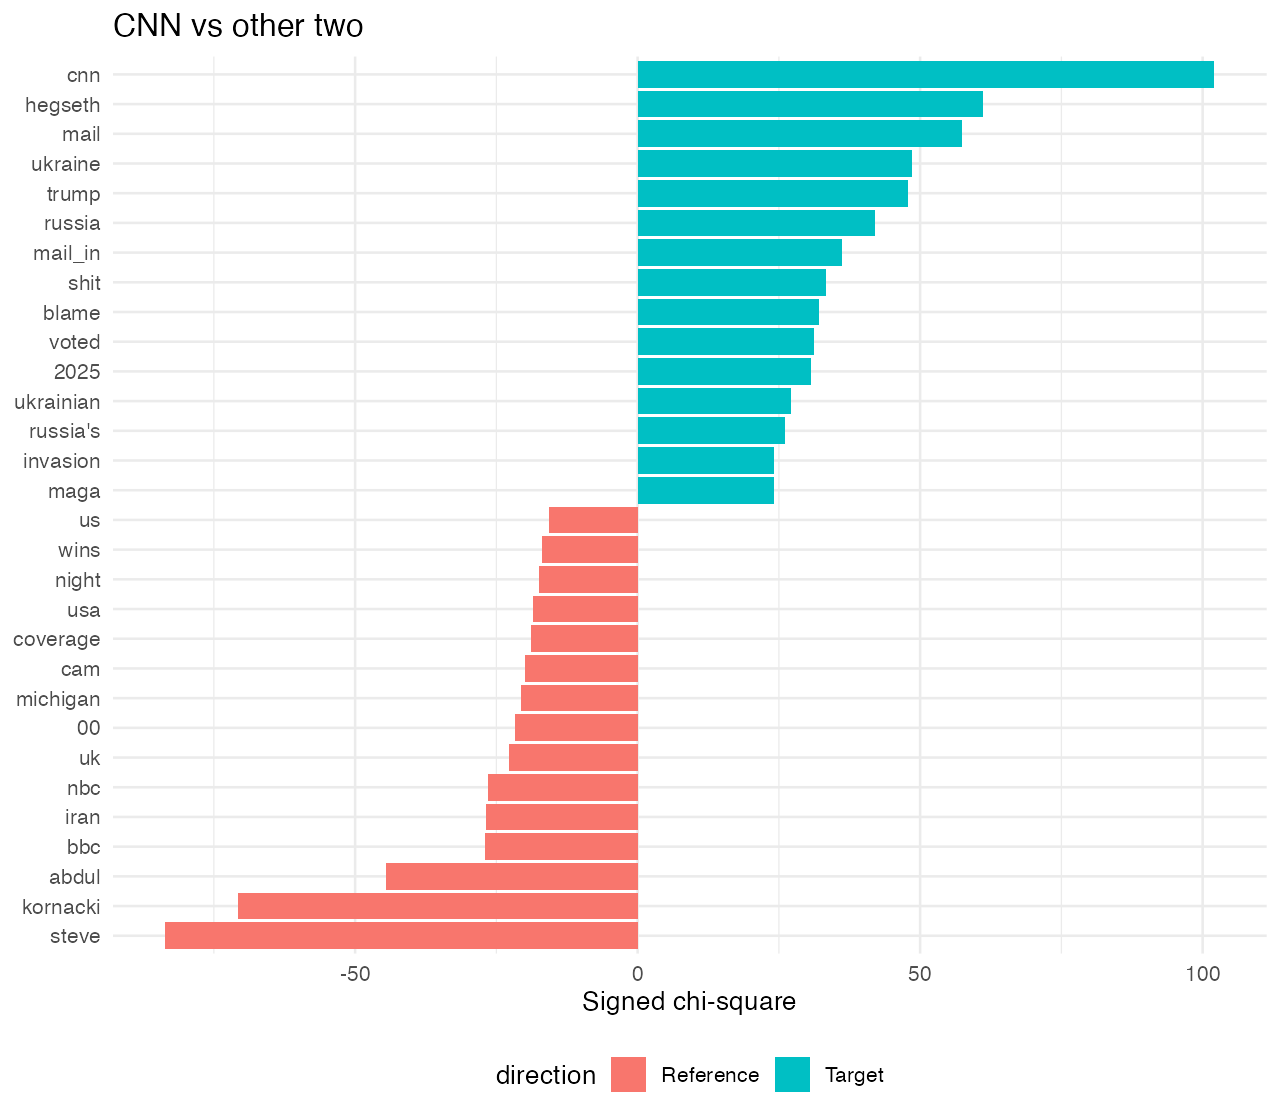 CNN vs other two
cnn
hegseth
mail
ukraine
trump
russia
mail_in
shit
blame
voted
2025
ukrainian
russia's
invasion
maga
us
wins
night
usa
coverage
cam
michigan
00
uk
nbc
iran
bbc
abdul
kornacki
steve
-50 0 50 100
Signed chi-square
direction Reference Target